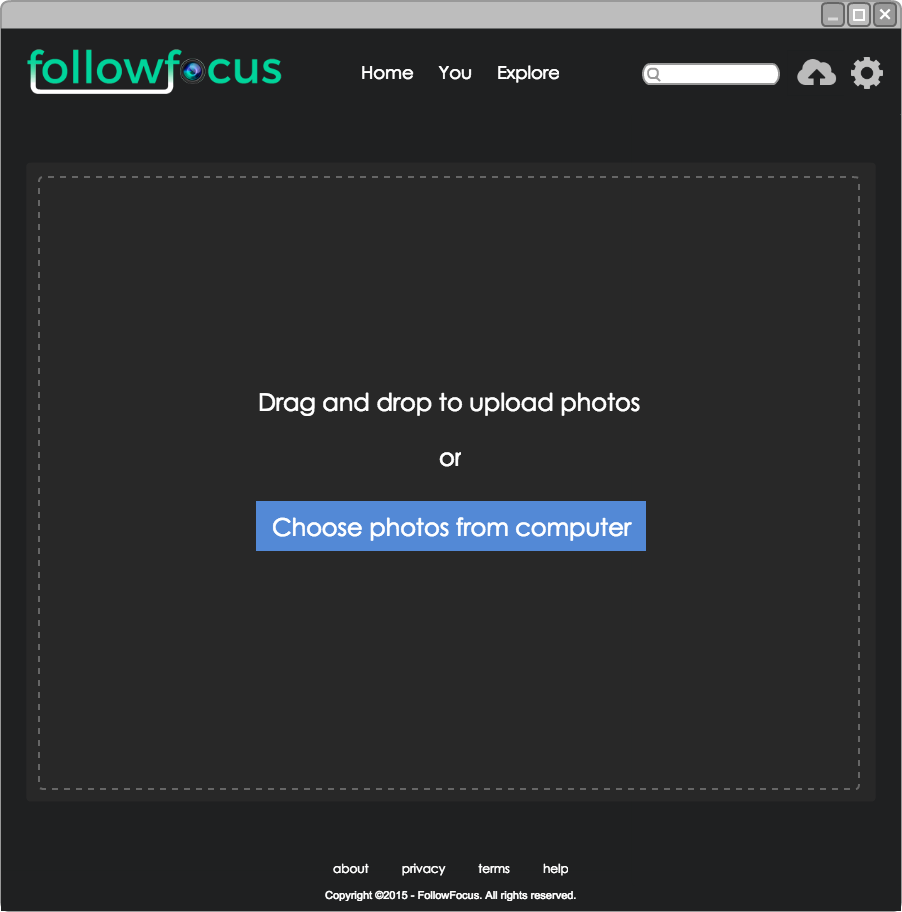 followfocus
Home You Explore
Drag and drop to upload photos
or
Choose photos from computer
about privacy terms help
Copyright ©2015 - FollowFocus. All rights reserved.